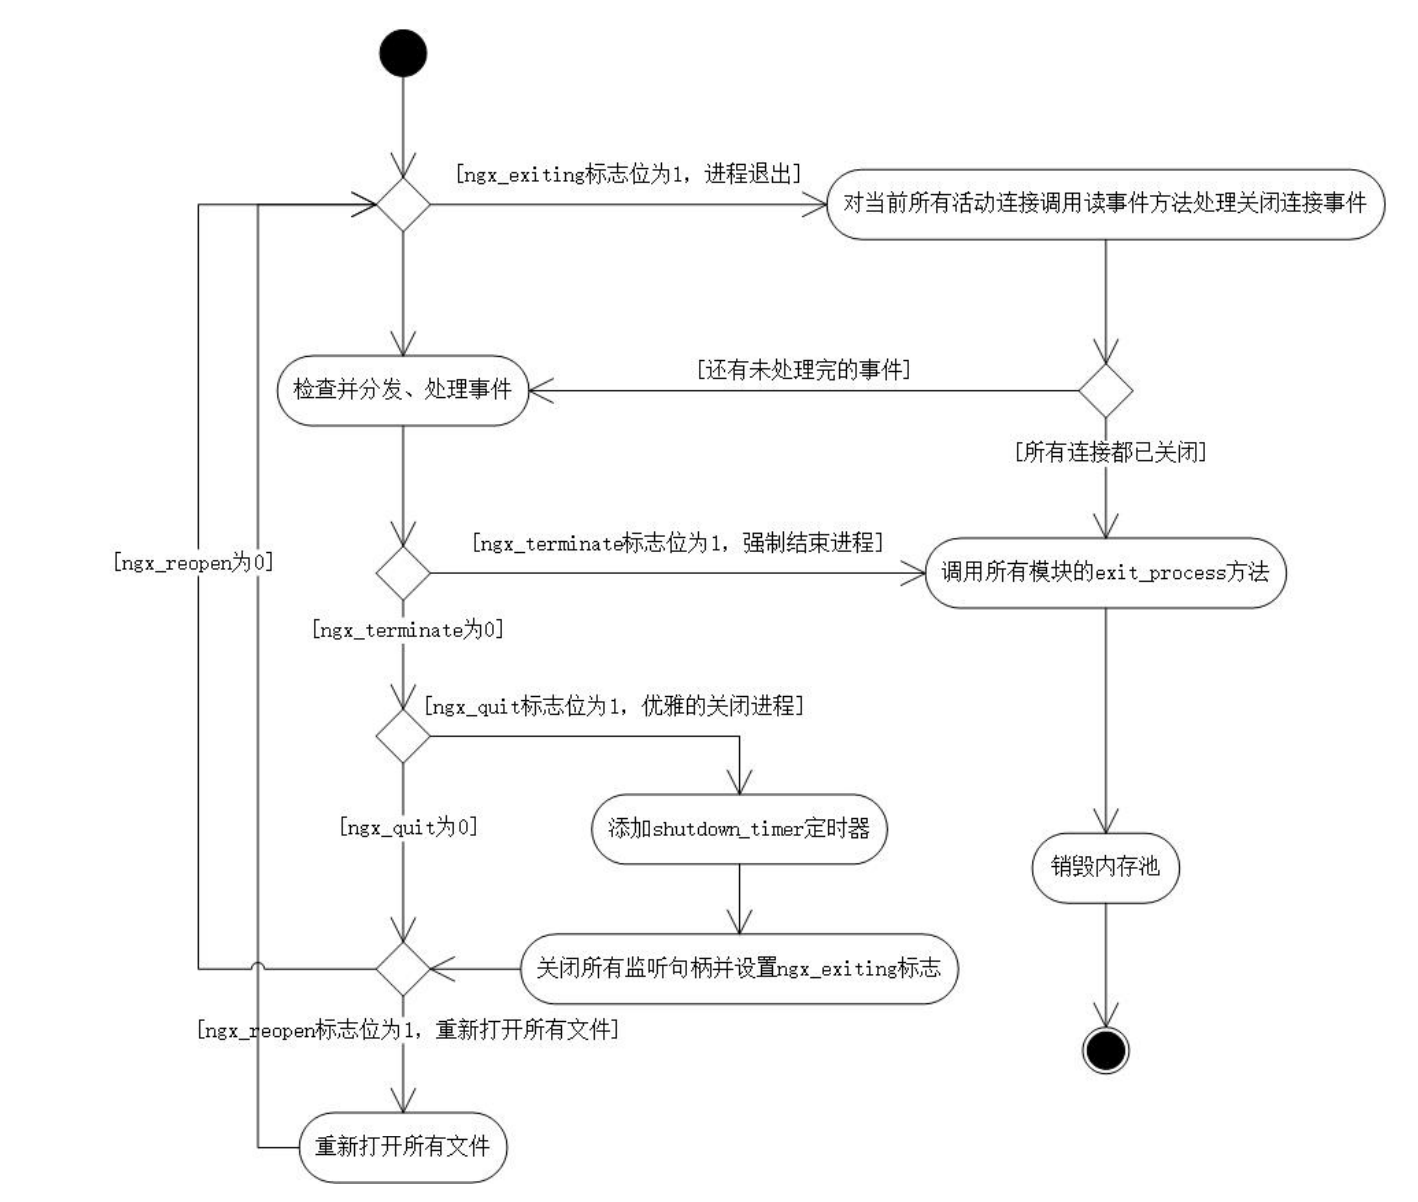 [ngx_exiting标志位为1，进程退出]
对当前所有活动连接调用读事件方法处理关闭连接事件
[还有未处理完的事件]
检查并分发、处理事件
[所有连接都已关闭]
[ngx_terminate标志位为1，强制结束进程]
[ngx_reopen为0]
调用所有模块的exit_process方法
[ngx_terminate为0]
[ngx_quit标志位为1，优雅的关闭进程]
[ngx_quit为0]
添加shutdown_timer定时器
销毁内存池
关闭所有监听句柄并设置ngx_exiting标志
[ngx_reopen标志位为1，重新打开所有文件]
重新打开所有文件